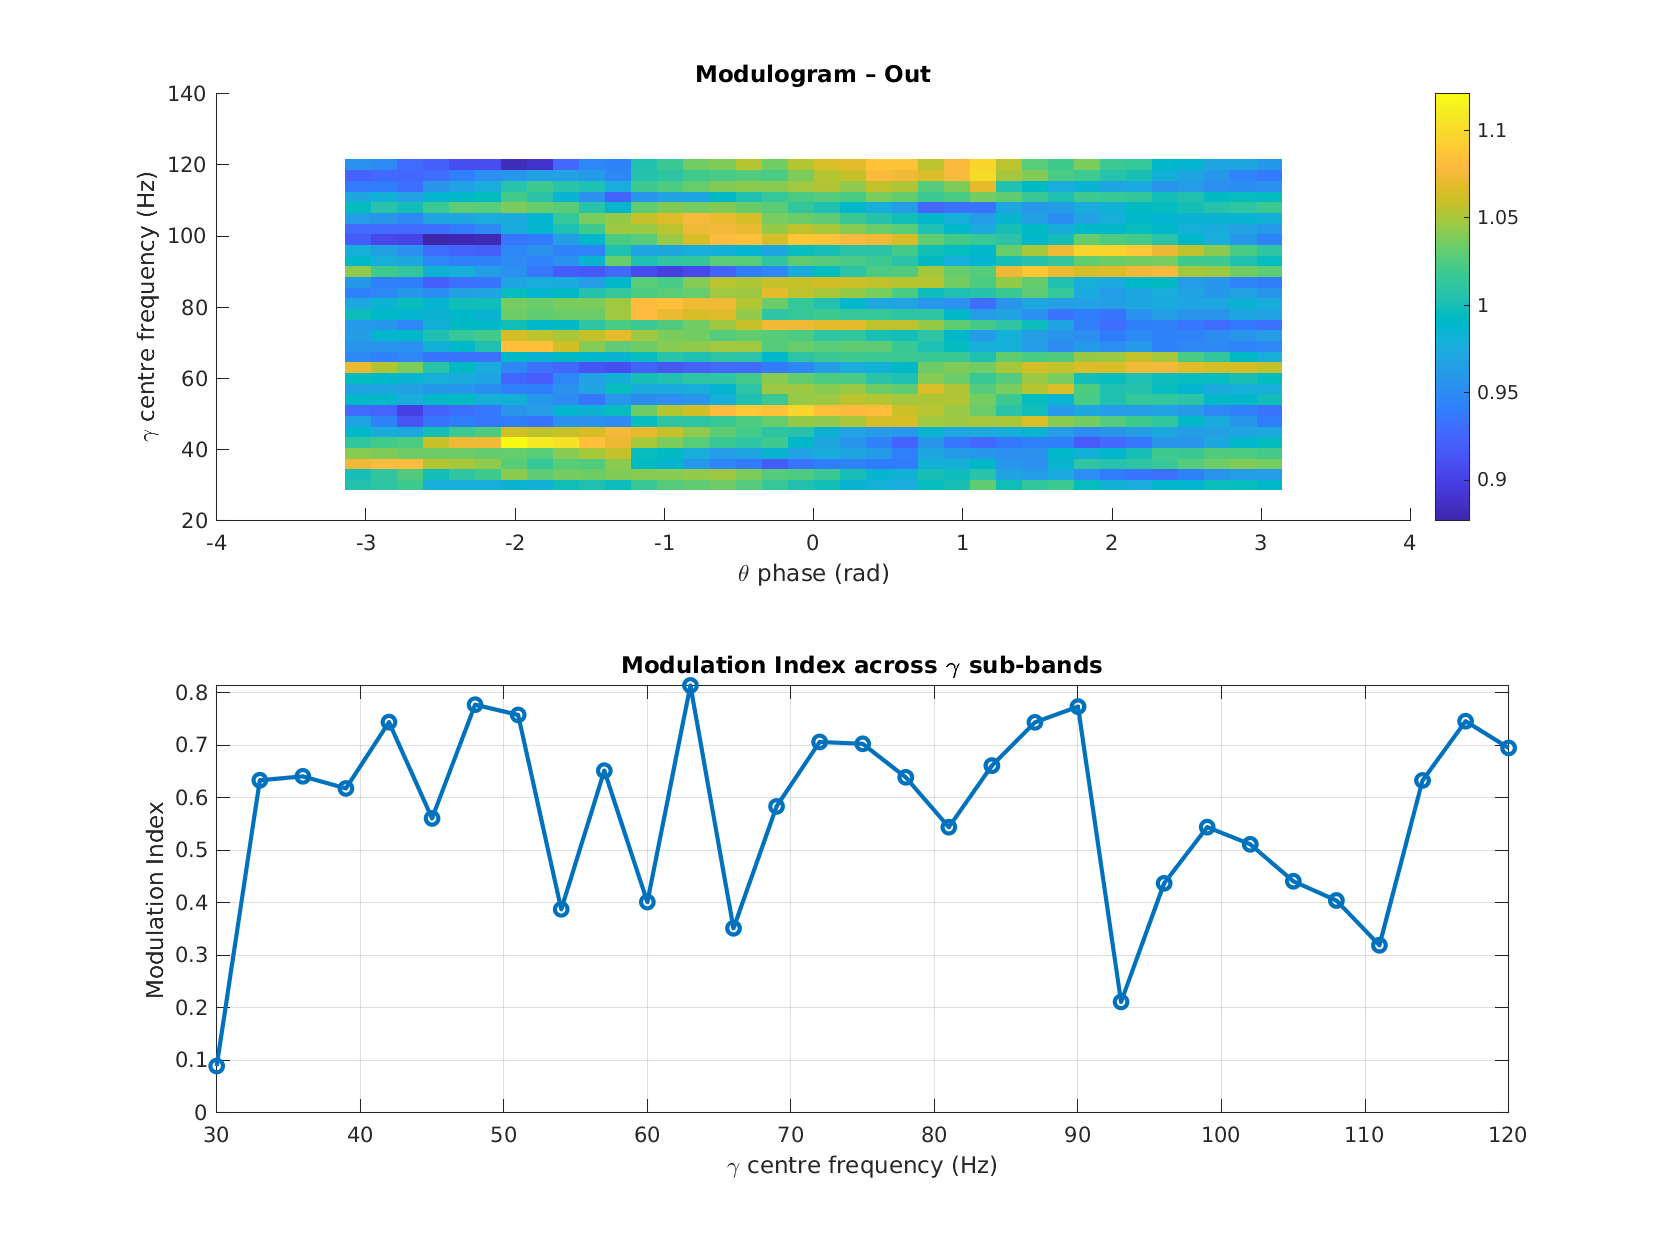 Modulogram – Out
140
120
100
80
60
40
20
γ centre frequency (Hz)
-4 -3 -2 -1 0 1 2 3 4
θ phase (rad)
1.1
1.05
1
0.95
0.9
Modulation Index across γ sub-bands
0.8
0.7
0.6
0.5
0.4
0.3
0.2
0.1
0
Modulation Index
30 40 50 60 70 80 90 100 110 120
γ centre frequency (Hz)